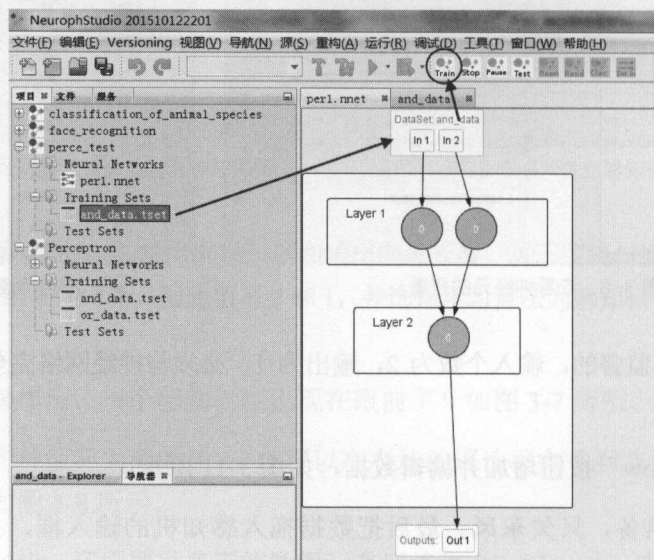 NeurophStudio 201510122201
文件(F) 编辑(E) Versioning 视图(V) 导航(N) 源(S) 重构(A) 运行(R) 调试(D) 工具(T) 窗口(W) 帮助(H)
Train Stop Pause Test
项目 文件 服务
classification_of_animal_species
face_recognition
perce_test
Neural Networks
per1.nnet
Training Sets
and_data.tset
Test Sets
Perceptron
Neural Networks
Training Sets
and_data.tset
or_data.tset
Test Sets
and_data - Explorer 导航器
per1.nnet and_data
DataSet: and_data
In 1 In 2
Layer 1
0 0
Layer 2
0
Outputs: Out 1